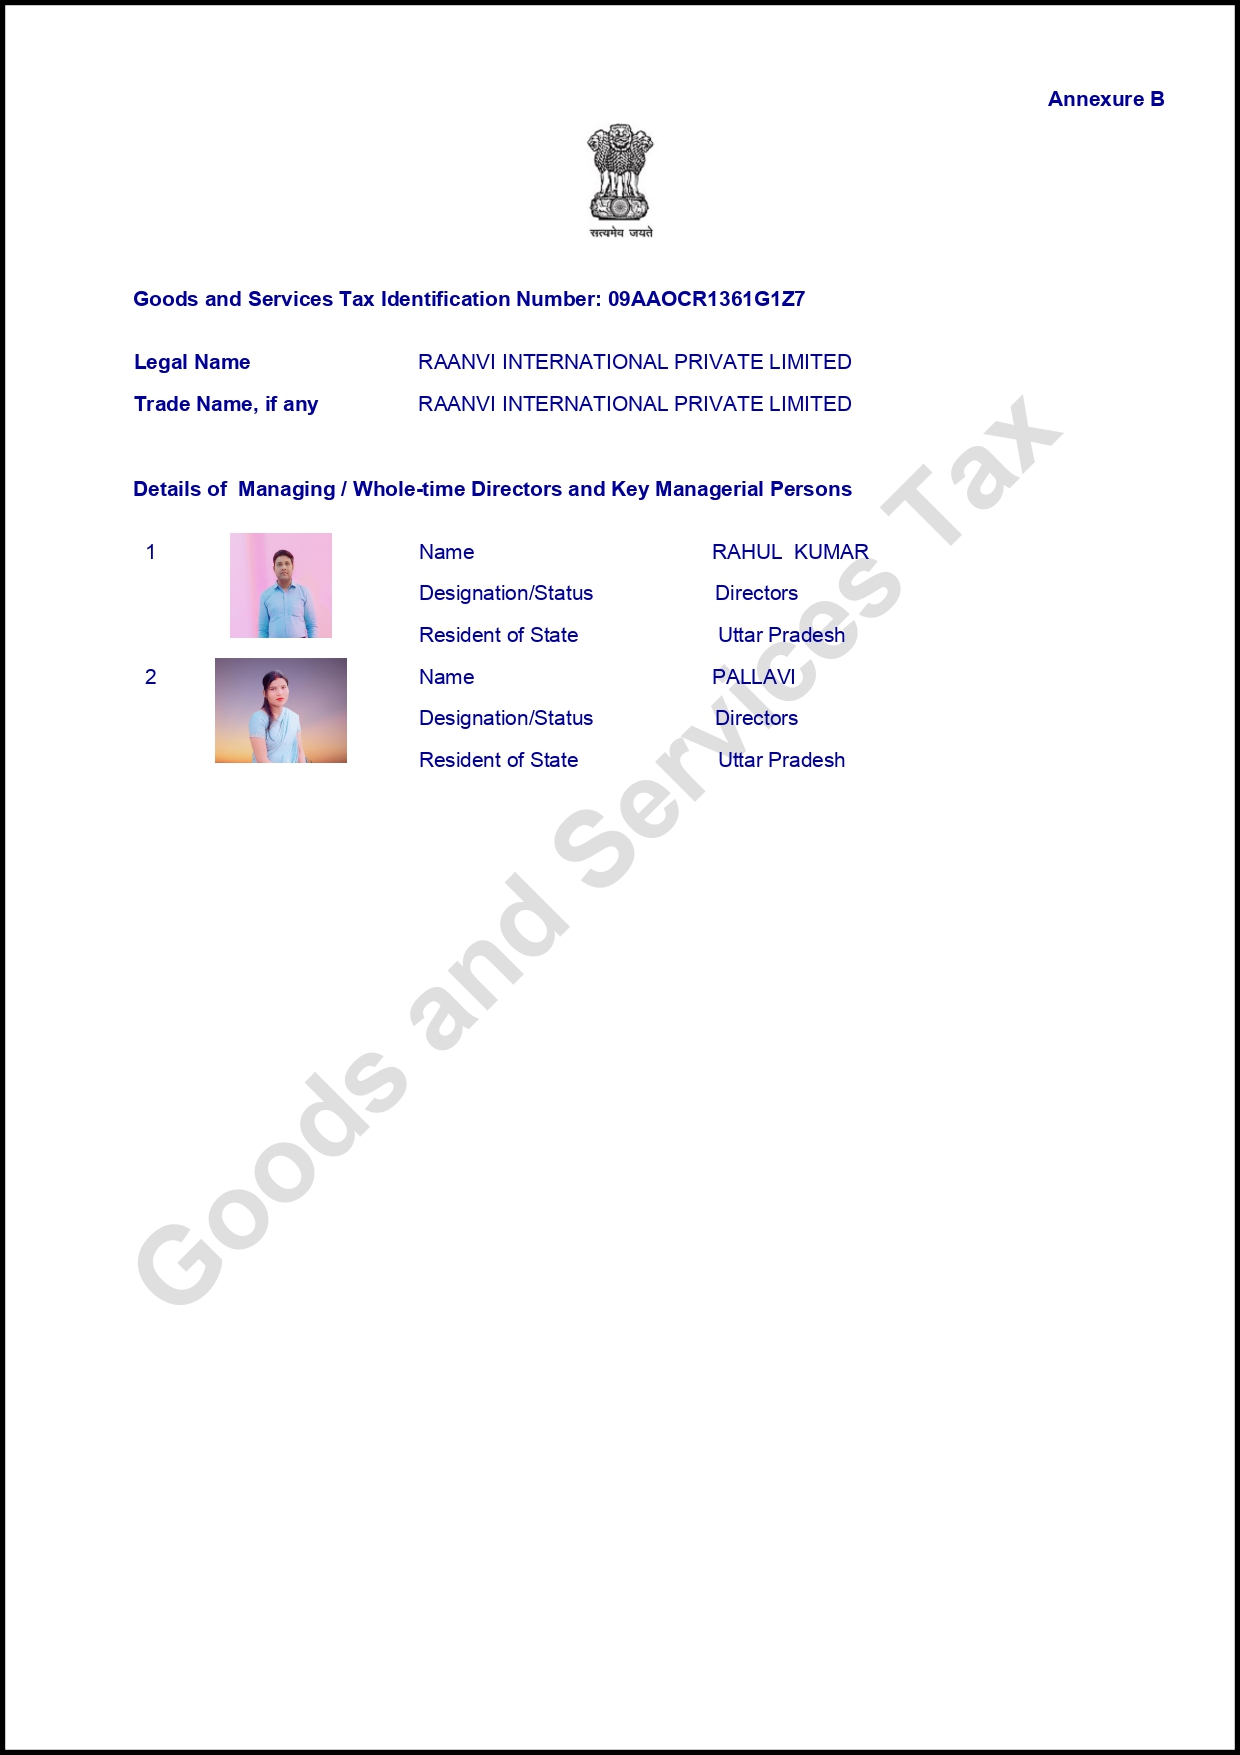 Annexure B
सत्यमेव जयते
Goods and Services Tax Identification Number: 09AAOCR1361G1Z7
Legal Name RAANVI INTERNATIONAL PRIVATE LIMITED
Trade Name, if any RAANVI INTERNATIONAL PRIVATE LIMITED
Details of Managing / Whole-time Directors and Key Managerial Persons
1 Name RAHUL KUMAR
Designation/Status Directors
Resident of State Uttar Pradesh
2 Name PALLAVI
Designation/Status Directors
Resident of State Uttar Pradesh
Goods and Services Tax